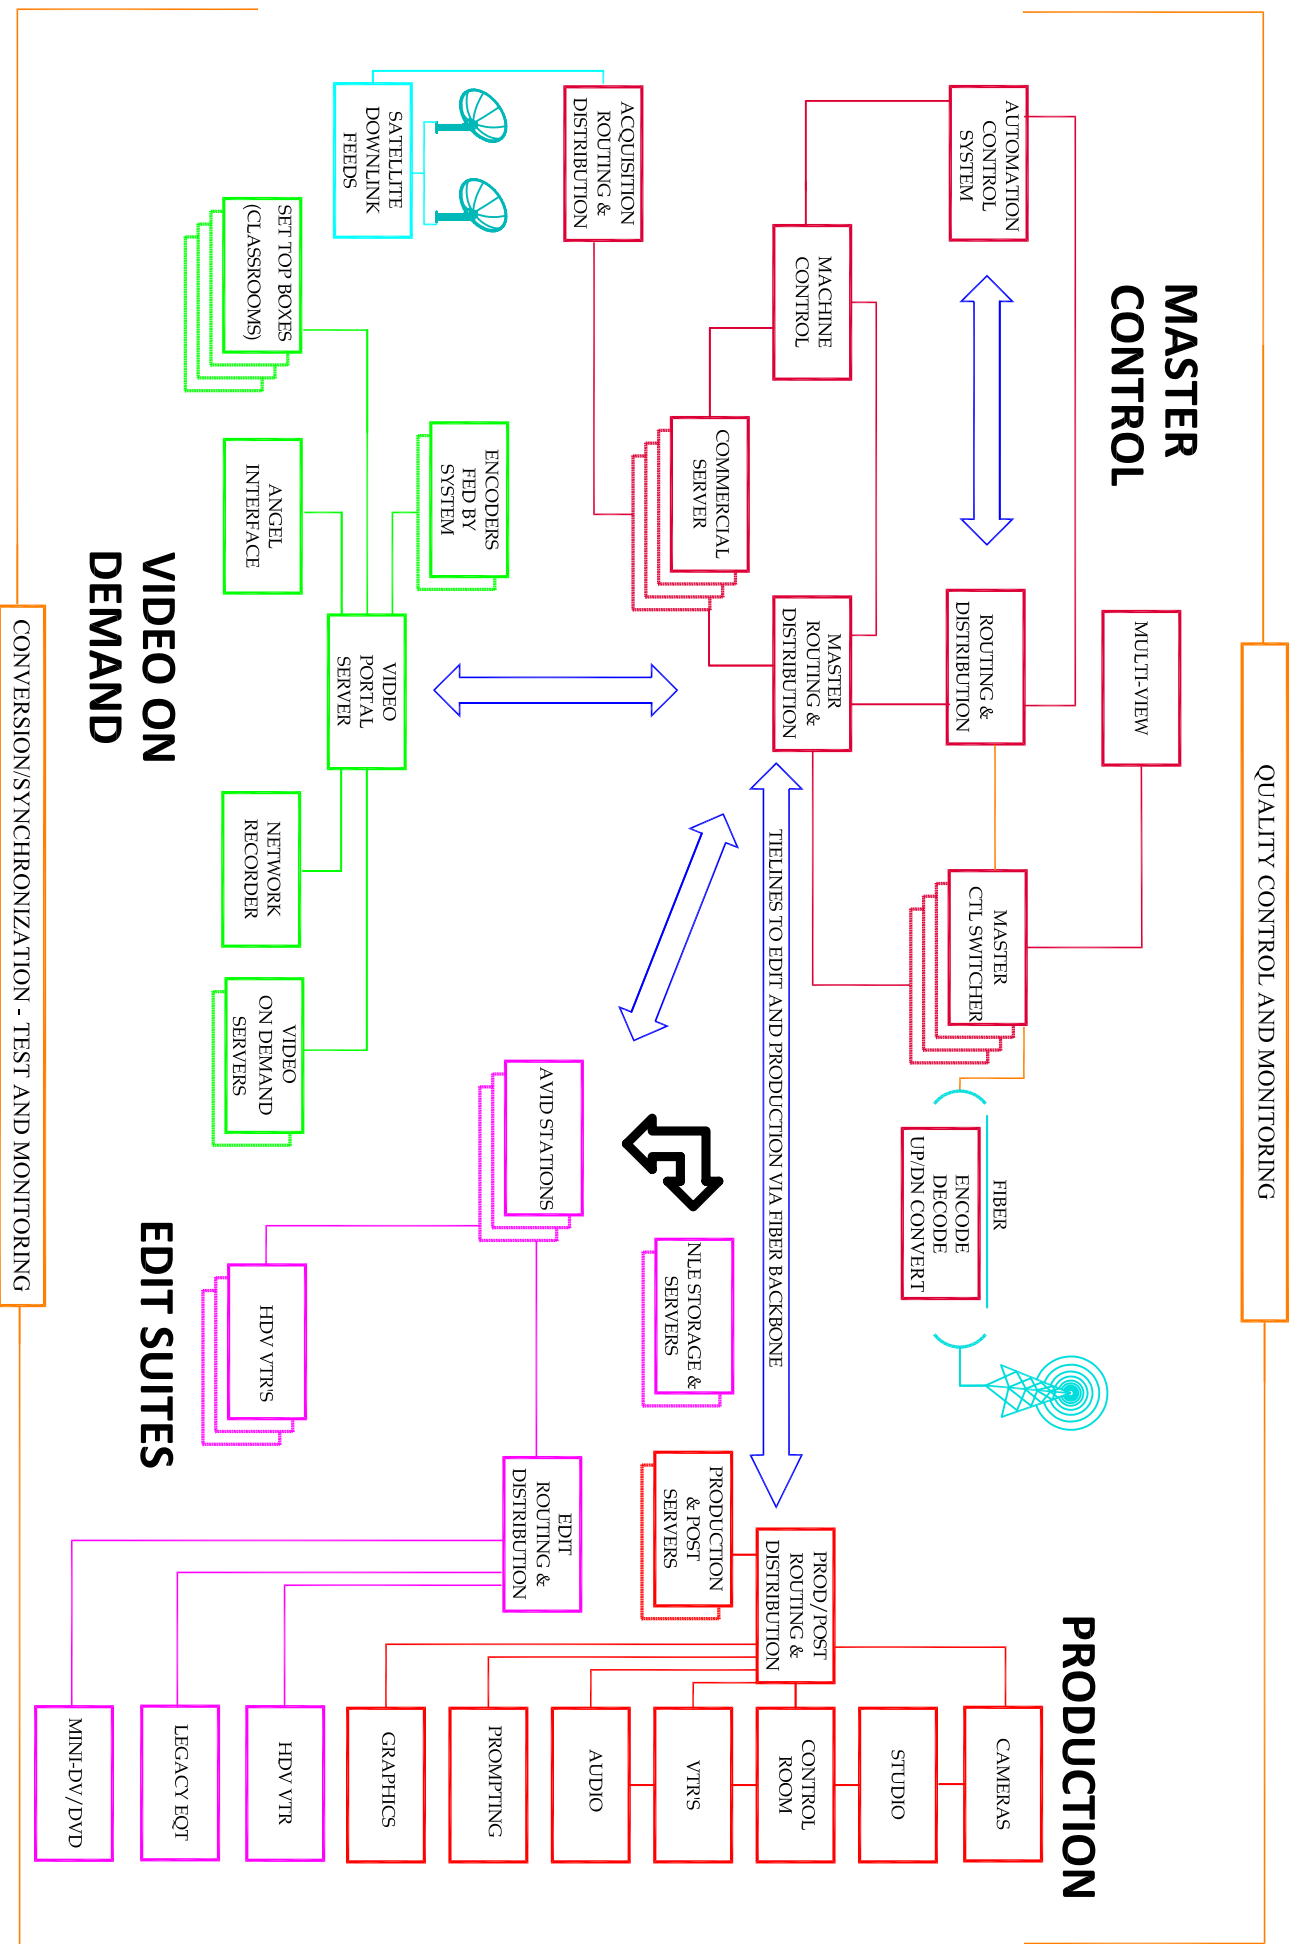 QUALITY CONTROL AND MONITORING
MASTER
CONTROL
PRODUCTION
MULTI-VIEW
AUTOMATION
CONTROL
SYSTEM
ROUTING &
DISTRIBUTION
MASTER
CTL SWITCHER
FIBER
ENCODE
DECODE
UP/DN CONVERT
CAMERAS
STUDIO
MACHINE
CONTROL
MASTER
ROUTING &
DISTRIBUTION
TIELINES TO EDIT AND PRODUCTION VIA FIBER BACKBONE
PROD/POST
ROUTING &
DISTRIBUTION
CONTROL
ROOM
COMMERCIAL
SERVER
NLE STORAGE &
SERVERS
PRODUCTION
& POST
SERVERS
VTR'S
ACQUISITION
ROUTING &
DISTRIBUTION
AVID STATIONS
EDIT
ROUTING &
DISTRIBUTION
AUDIO
ENCODERS
FED BY
SYSTEM
PROMPTING
SATELLITE
DOWNLINK
FEEDS
VIDEO
PORTAL
SERVER
GRAPHICS
SET TOP BOXES
(CLASSROOMS)
ANGEL
INTERFACE
NETWORK
RECORDER
VIDEO
ON DEMAND
SERVERS
HDV VTR'S
HDV VTR
LEGACY EQT
MINI-DV/DVD
VIDEO ON
DEMAND
EDIT SUITES
CONVERSION/SYNCHRONIZATION - TEST AND MONITORING